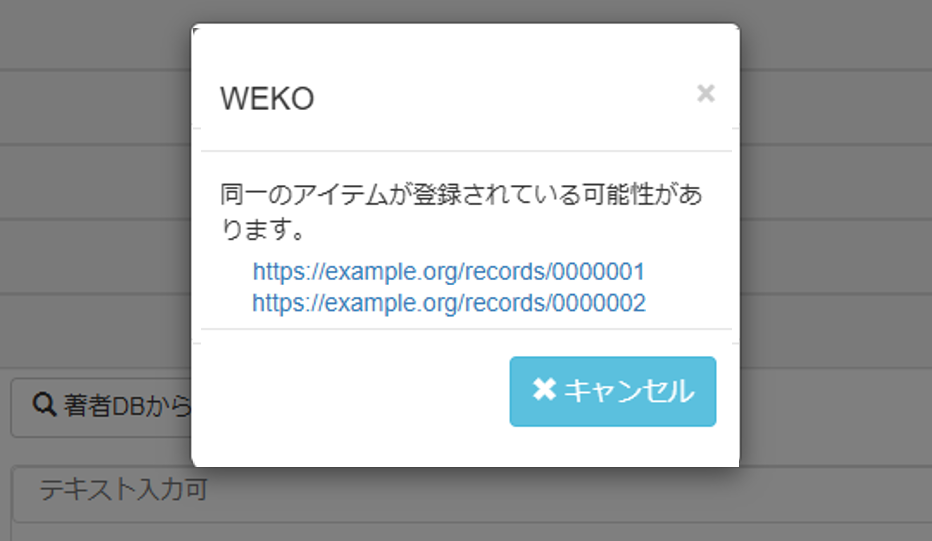 WEKO
×
同一のアイテムが登録されている可能性があ
ります。
https://example.org/records/0000001
https://example.org/records/0000002
キャンセル
著者DBから
テキスト入力可